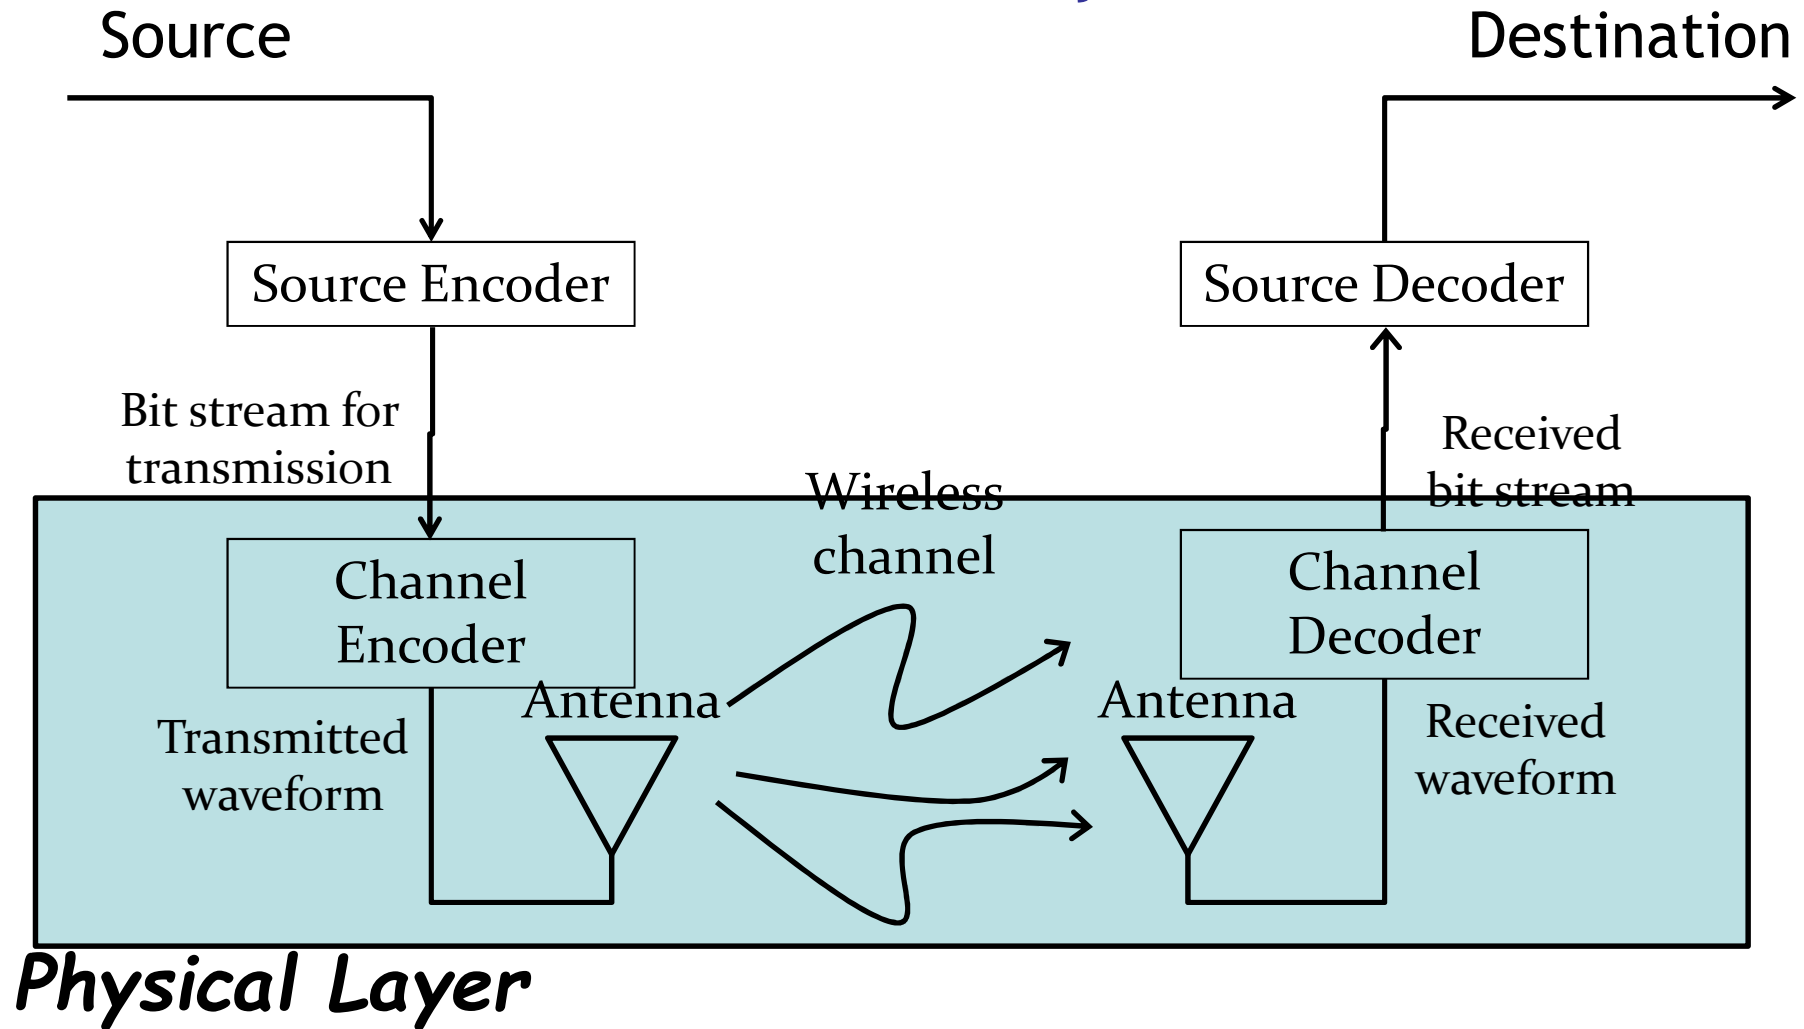 Source
Destination
Source Encoder
Source Decoder
Bit stream for
transmission
Received
bit stream
Wireless
channel
Channel
Encoder
Channel
Decoder
Antenna
Antenna
Transmitted
waveform
Received
waveform
Physical Layer